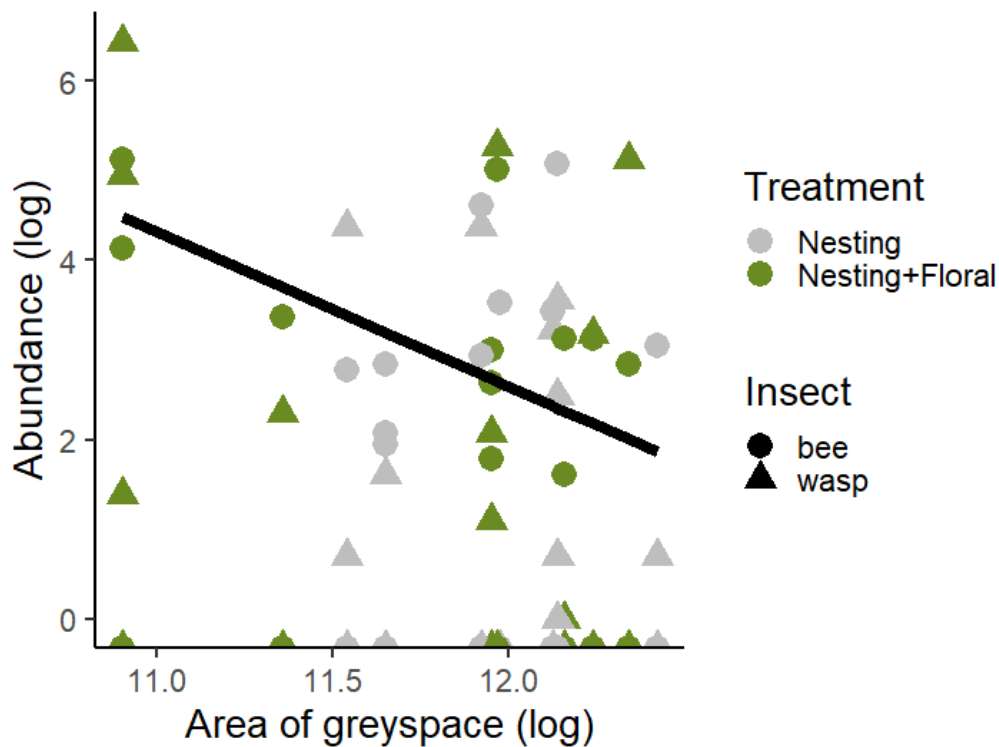 6
4
2
0
Abundance (log)
11.0
11.5
12.0
Area of greyspace (log)
Treatment
Nesting
Nesting+Floral
Insect
bee
wasp